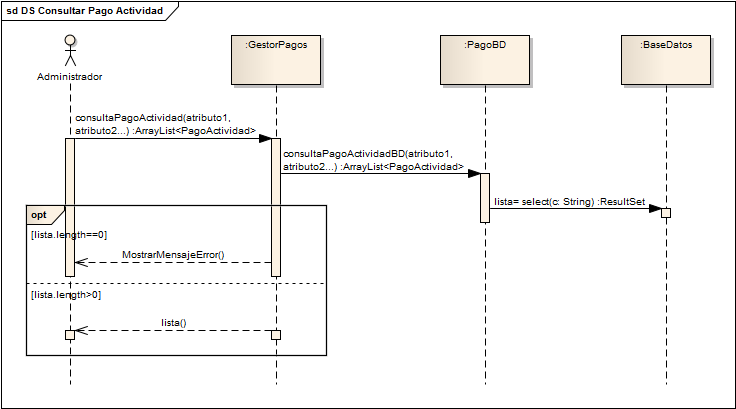 sd DS Consultar Pago Actividad
Administrador
:GestorPagos
:PagoBD
:BaseDatos
consultaPagoActividad(atributo1,
atributo2...) :ArrayList<PagoActividad>
consultaPagoActividadBD(atributo1,
atributo2...) :ArrayList<PagoActividad>
lista= select(c: String) :ResultSet
opt
[lista.length==0]
MostrarMensajeError()
[lista.length>0]
lista()